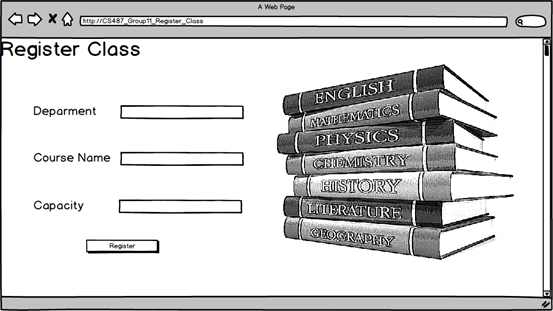 A Web Page
http://CS487_Group11_Register_Class
Register Class
Deparment
Course Name
Capacity
Register
ENGLISH
MATHEMATICS
PHYSICS
CHEMISTRY
HISTORY
LITERATURE
GEOGRAPHY